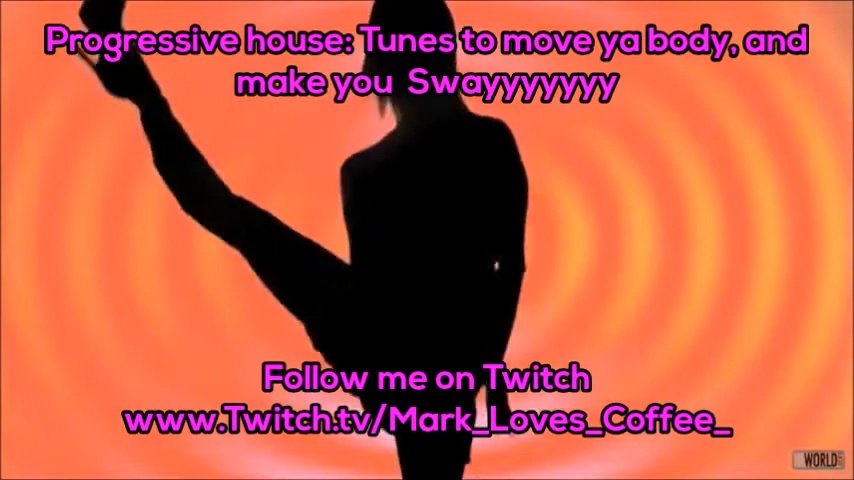 Progressive house: Tunes to move ya body, and
make you Swayyyyyyyy
Follow me on Twitch
www.Twitch.tv/Mark_Loves_Coffee_
WORLD